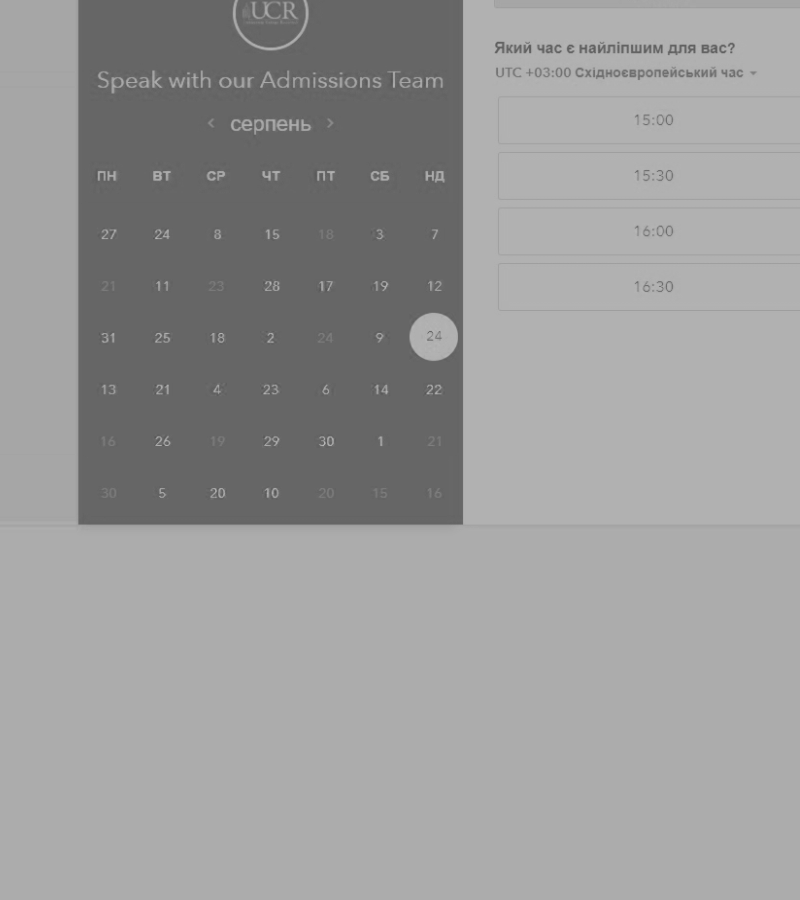 UCR
Speak with our Admissions Team
серпень
ПН ВТ СР ЧТ ПТ СБ НД
27 24 8 15 18 3 7
21 11 23 28 17 19 12
31 25 18 2 24 9 24
13 21 4 23 6 14 22
16 26 19 29 30 1 21
30 5 20 10 20 15 16
Який час є найліпшим для вас?
UTC +03:00 Східноєвропейський час
15:00
15:30
16:00
16:30